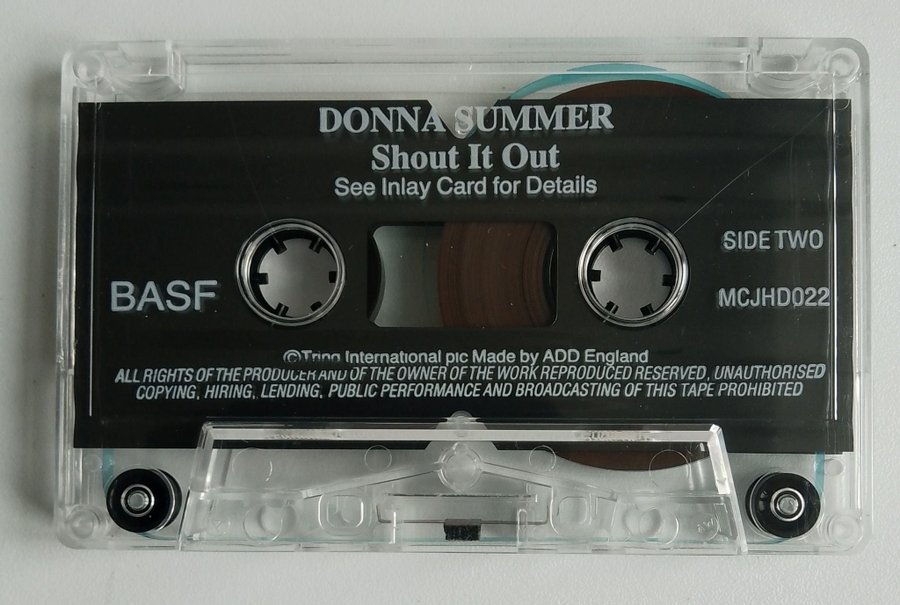 DONNA SUMMER
Shout It Out
See Inlay Card for Details
SIDE TWO
BASF
MCJHD022
©Tring International plc Made by ADD England
ALL RIGHTS OF THE PRODUCER AND OF THE OWNER OF THE WORK REPRODUCED RESERVED, UNAUTHORISED
COPYING, HIRING, LENDING, PUBLIC PERFORMANCE AND BROADCASTING OF THIS TAPE PROHIBITED